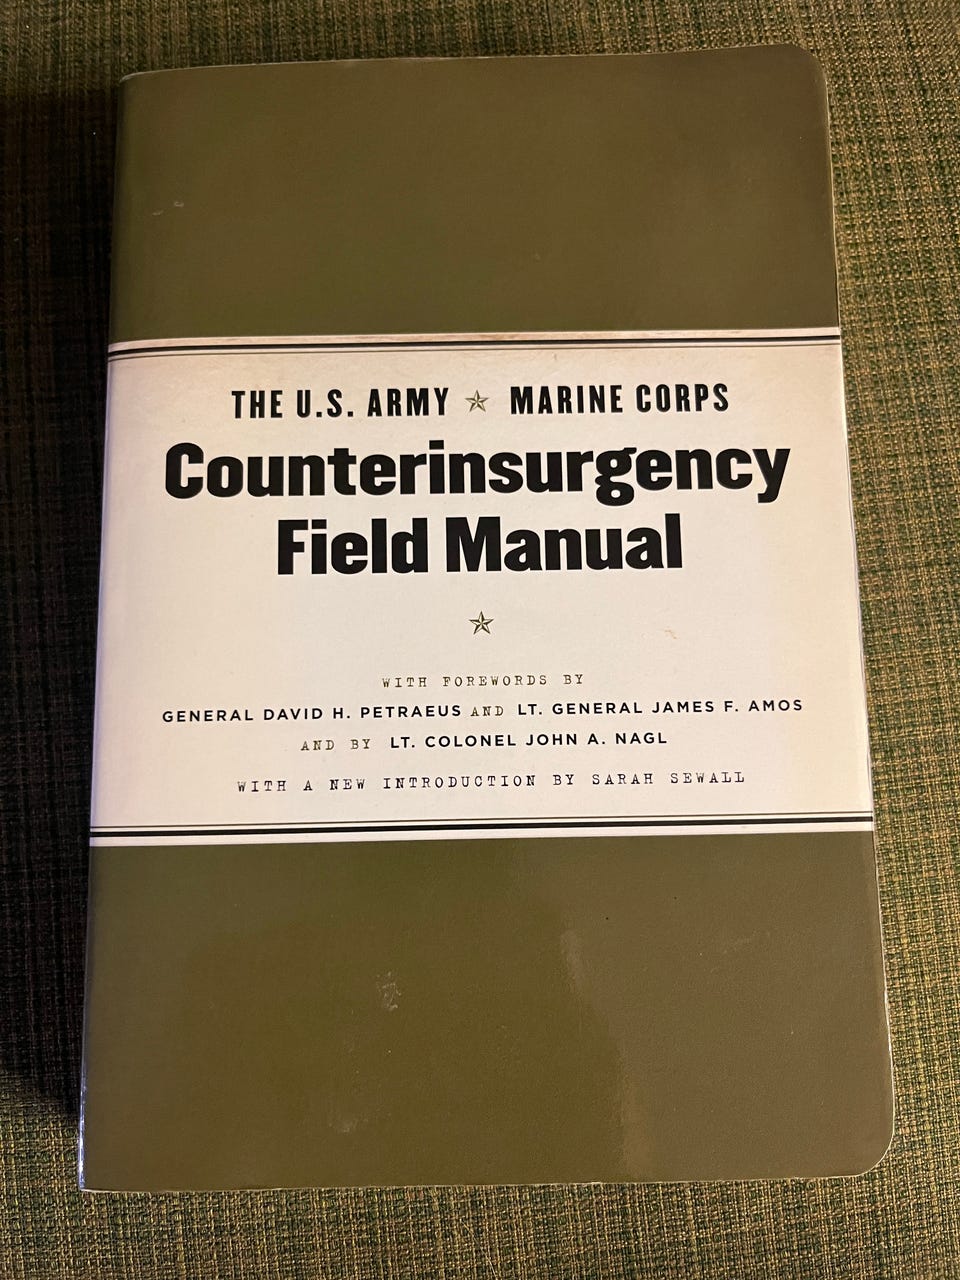 THE U.S. ARMY ☆ MARINE CORPS
Counterinsurgency
Field Manual
WITH FOREWORDS BY
GENERAL DAVID H. PETRAEUS AND LT. GENERAL JAMES F. AMOS
AND BY LT. COLONEL JOHN A. NAGL
WITH A NEW INTRODUCTION BY SARAH SEWALL